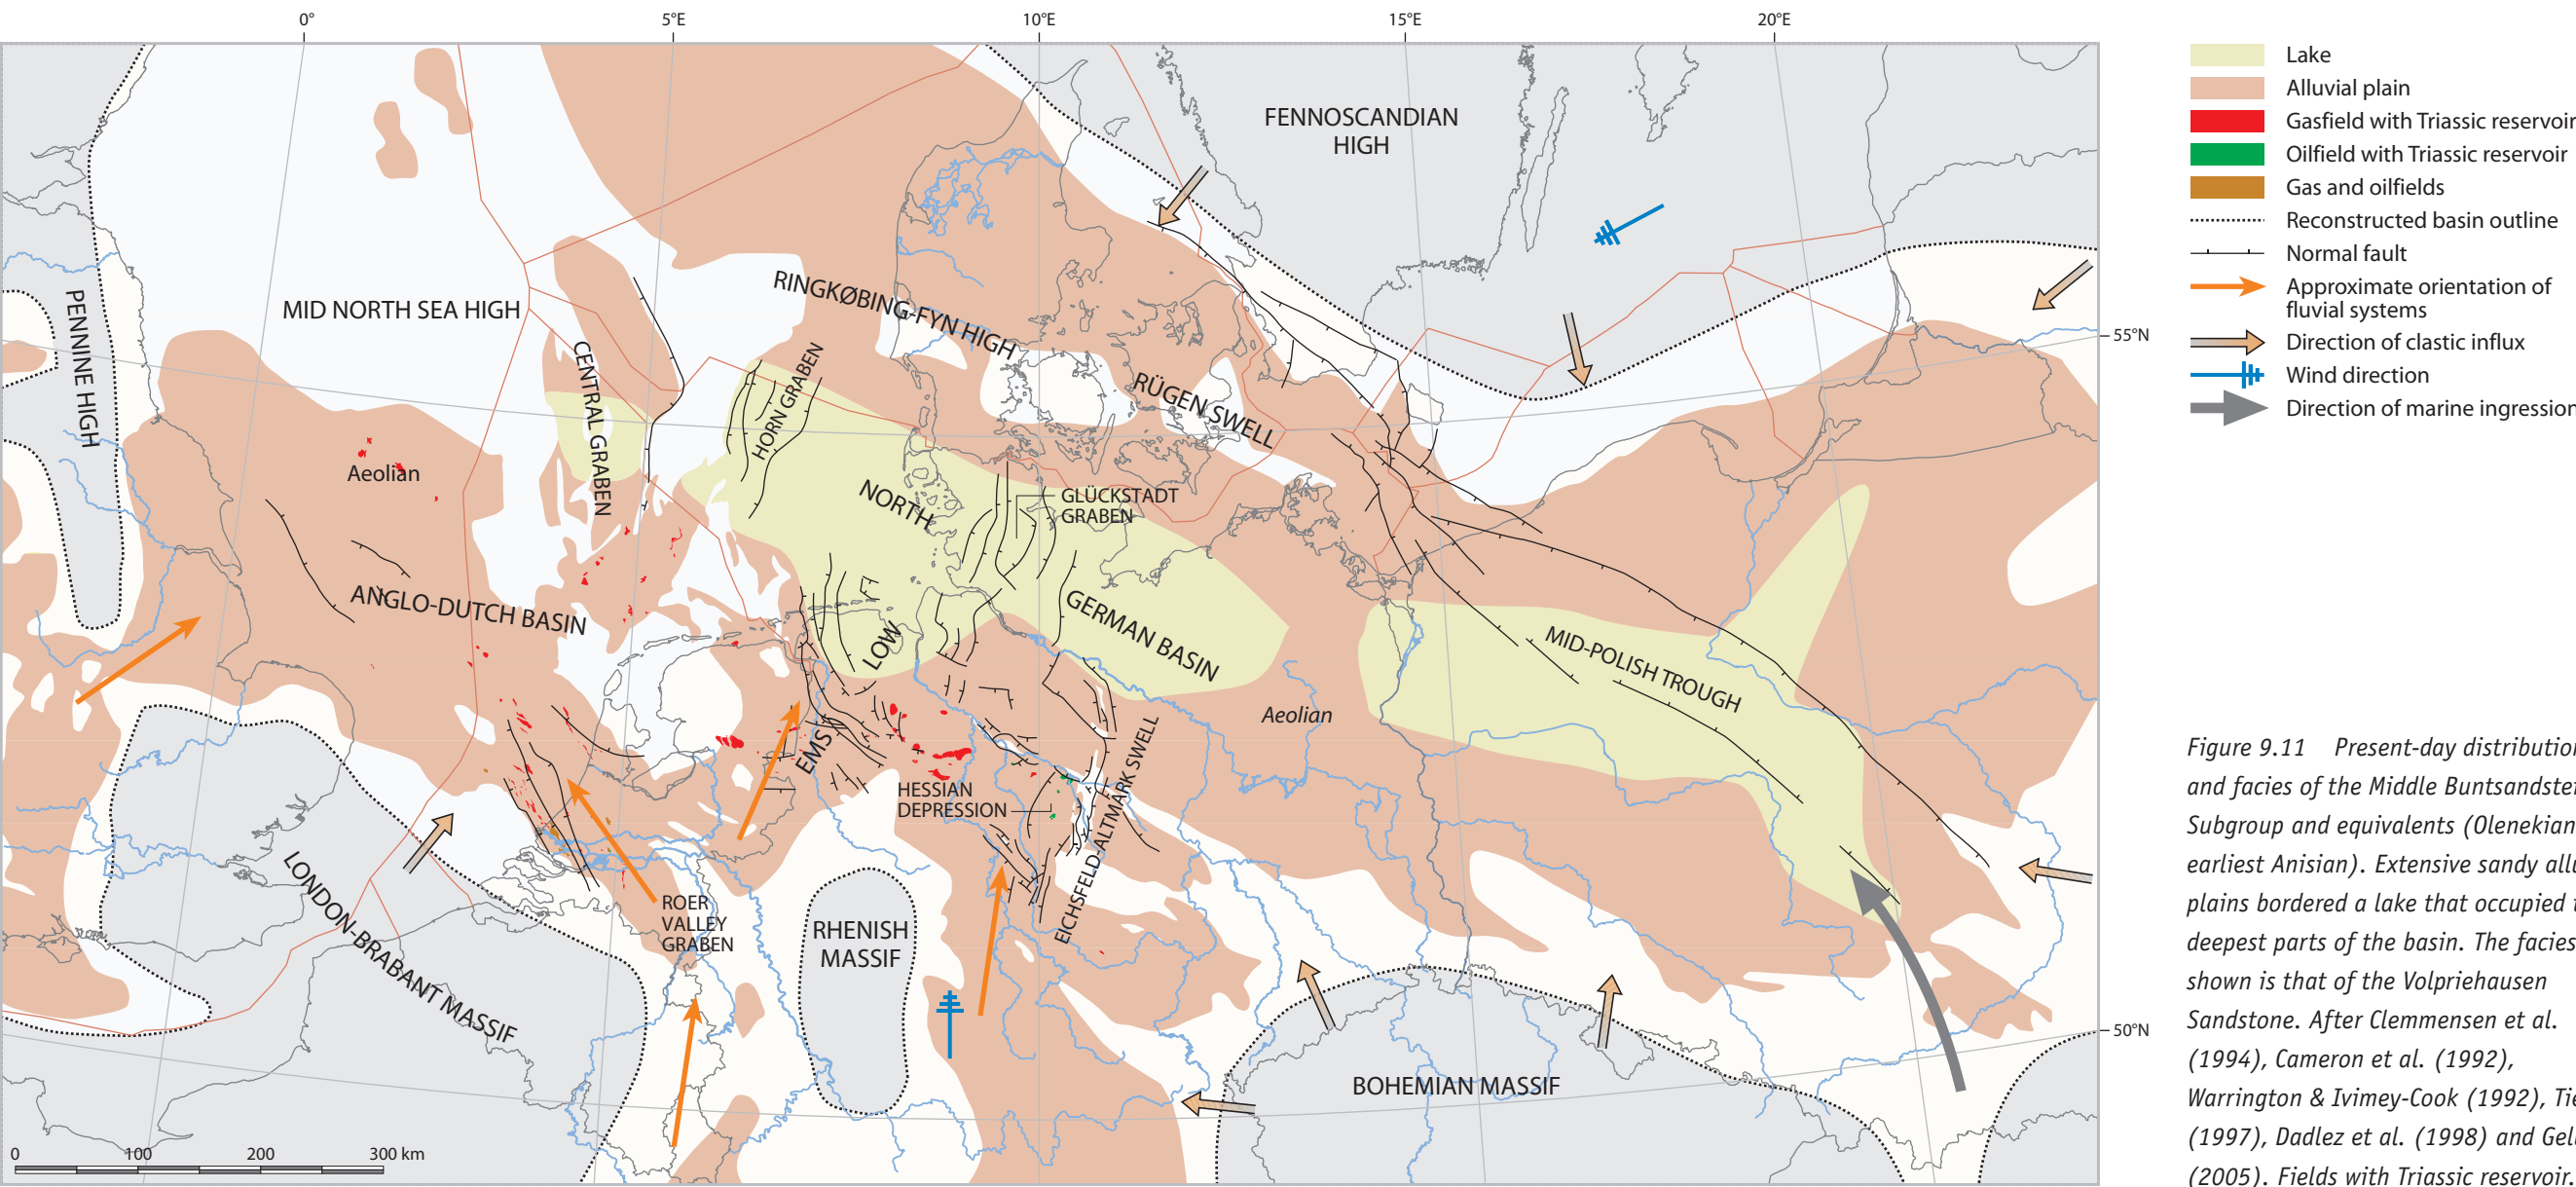 0°
5°E
10°E
15°E
20°E
FENNOSCANDIAN
HIGH
PENNINE HIGH
MID NORTH SEA HIGH
RINGKØBING-FYN HIGH
CENTRAL GRABEN
HORN GRABEN
RÜGEN SWELL
55°N
Aeolian
NORTH
GLÜCKSTADT
GRABEN
ANGLO-DUTCH BASIN
LOW
GERMAN BASIN
MID-POLISH TROUGH
Aeolian
EMS
HESSIAN
DEPRESSION
EICHSFELD-ALTMARK SWELL
LONDON-BRABANT MASSIF
ROER
VALLEY
GRABEN
RHENISH
MASSIF
50°N
BOHEMIAN MASSIF
0 100 200 300 km
Lake
Alluvial plain
Gasfield with Triassic reservoir
Oilfield with Triassic reservoir
Gas and oilfields
Reconstructed basin outline
Normal fault
Approximate orientation of
fluvial systems
Direction of clastic influx
Wind direction
Direction of marine ingression
Figure 9.11 Present-day distribution
and facies of the Middle Buntsandste
Subgroup and equivalents (Olenekian
earliest Anisian). Extensive sandy allu
plains bordered a lake that occupied t
deepest parts of the basin. The facies
shown is that of the Volpriehausen
Sandstone. After Clemmensen et al.
(1994), Cameron et al. (1992),
Warrington & Ivimey-Cook (1992), Tie
(1997), Dadlez et al. (1998) and Gel
(2005). Fields with Triassic reservoir.